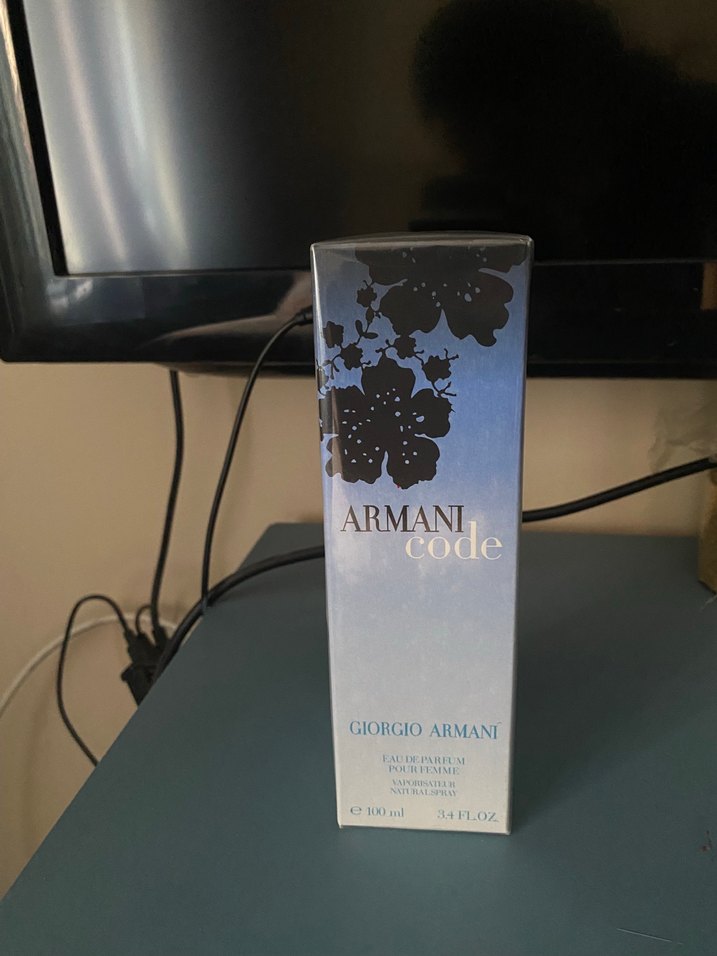 ARMANI
code
GIORGIO ARMANI
EAU DE PARFUM
POUR FEMME
VAPORISATEUR
NATURAL SPRAY
℮ 100 ml 3.4 FL.OZ.